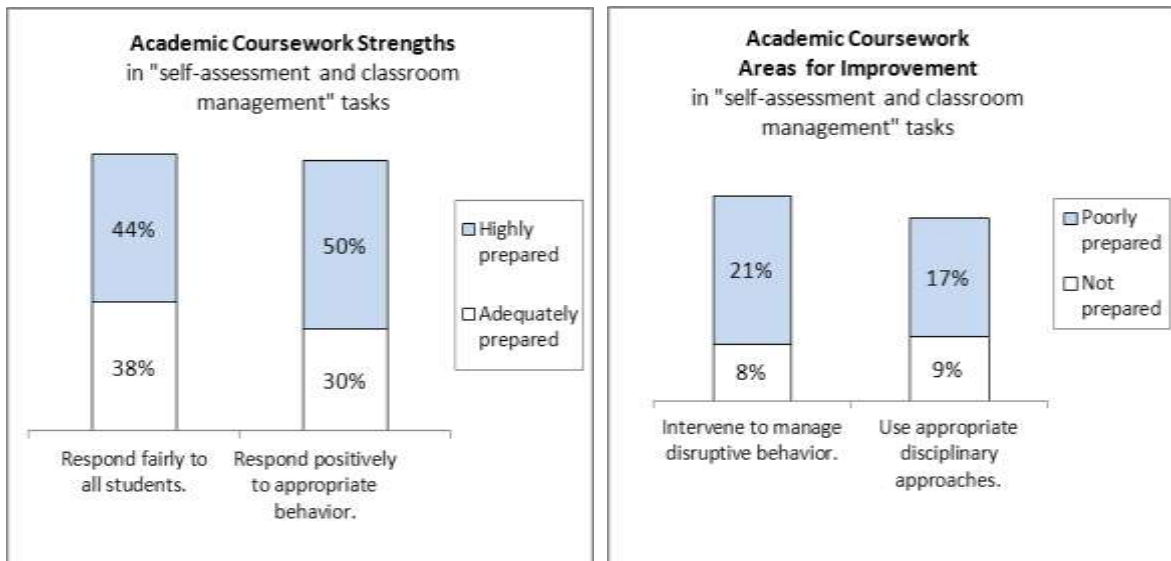 Academic Coursework Strengths
in "self-assessment and classroom
management" tasks
44%
50%
38%
30%
Highly
prepared
Adequately
prepared
Respond fairly to
all students.
Respond positively
to appropriate
behavior.
Academic Coursework
Areas for Improvement
in "self-assessment and classroom
management" tasks
21%
17%
8%
9%
Poorly
prepared
Not
prepared
Intervene to manage
disruptive behavior.
Use appropriate
disciplinary
approaches.